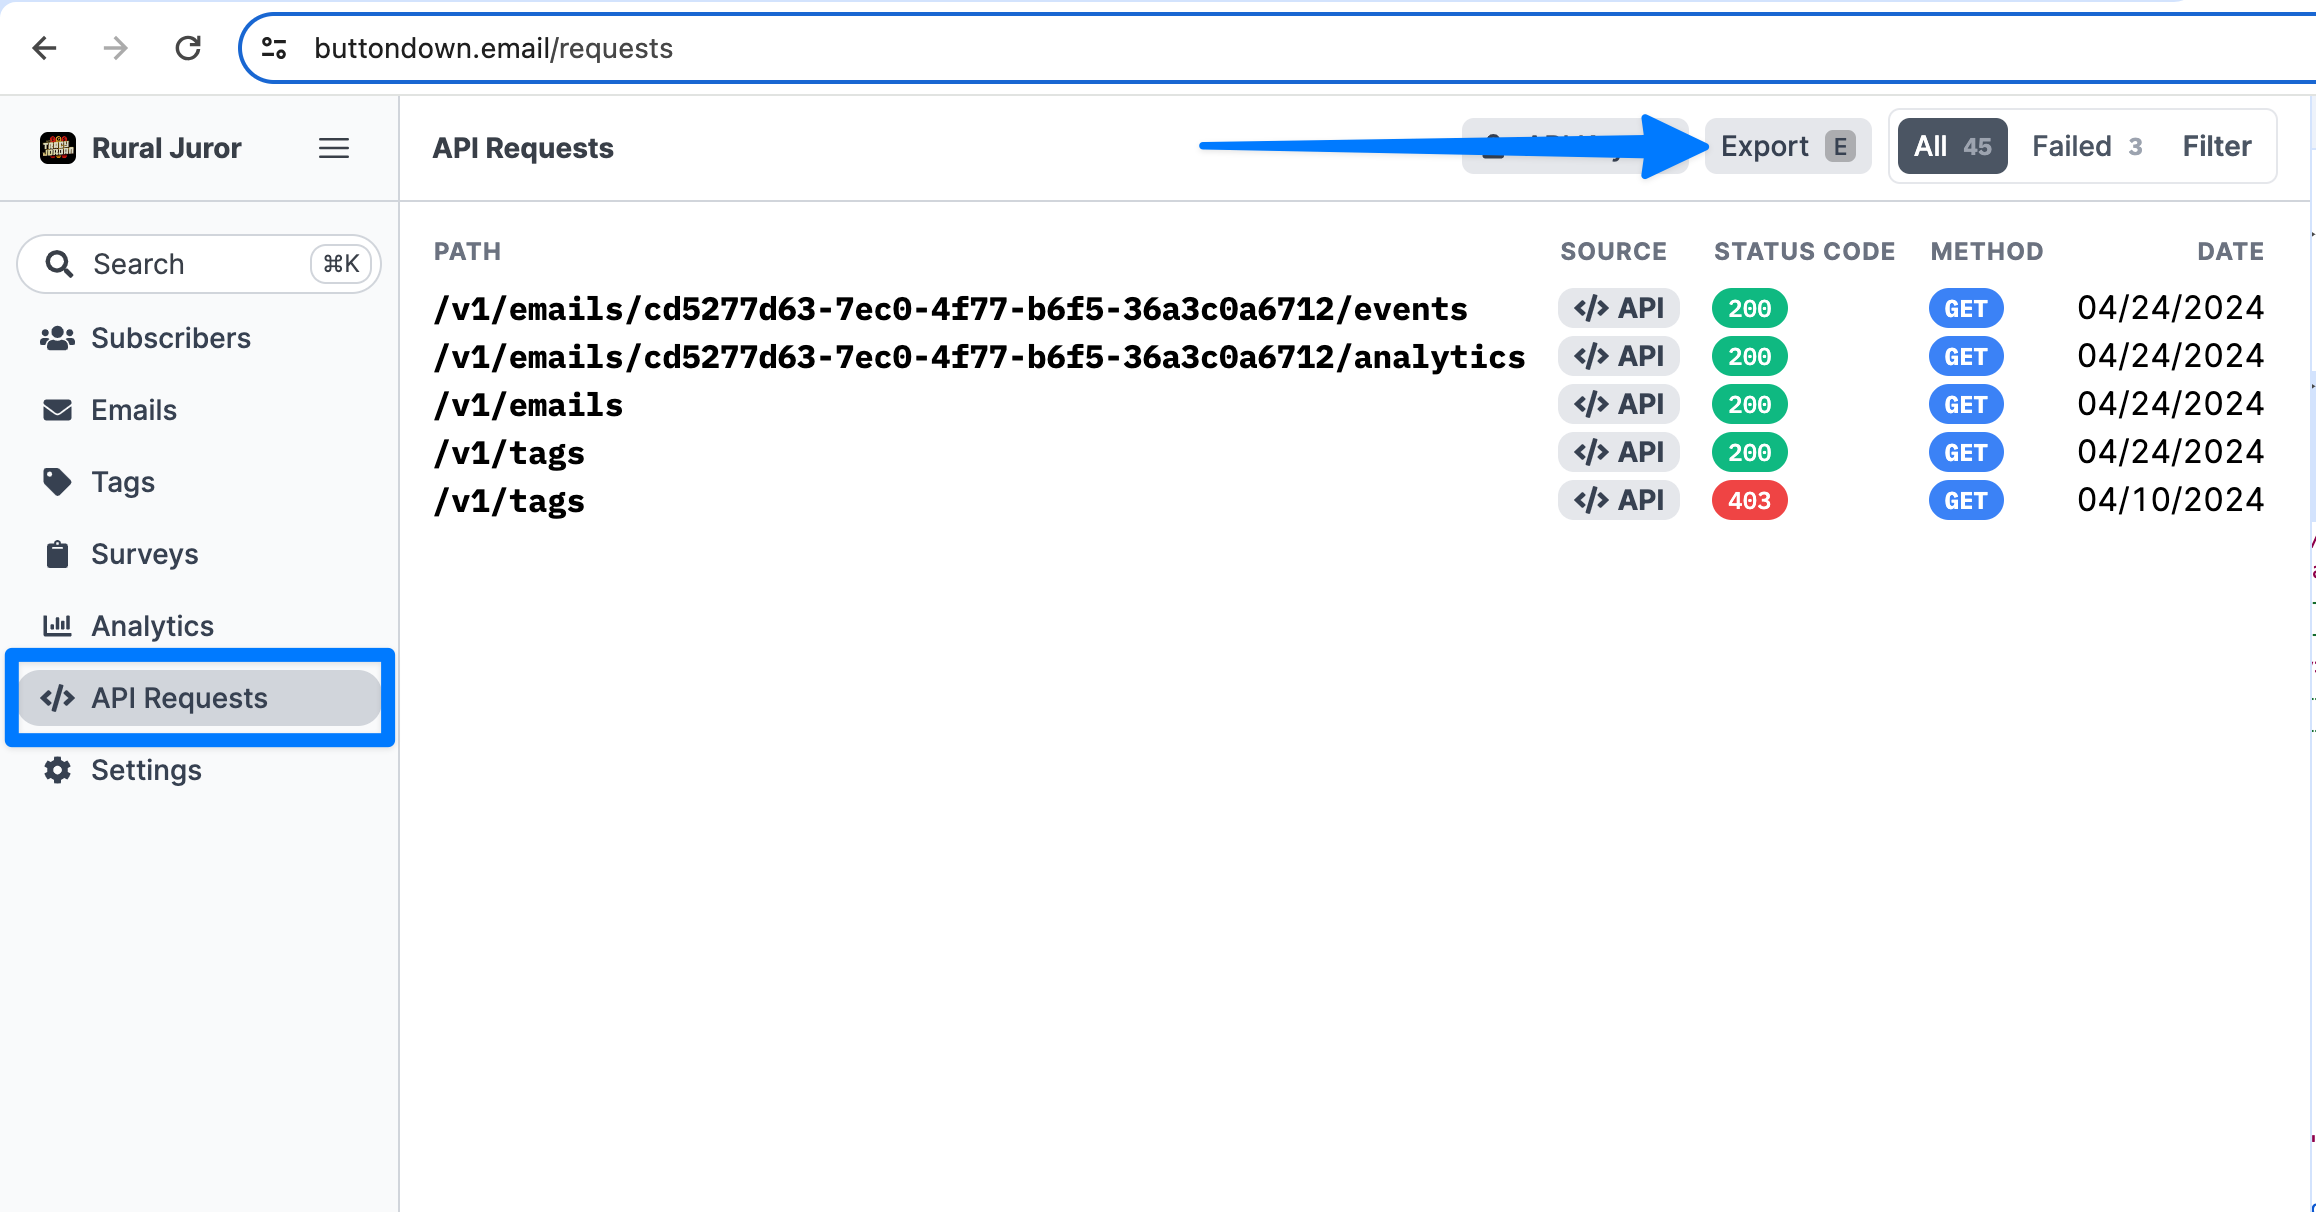 buttondown.email/requests
Rural Juror
API Requests
Export E
All 45
Failed 3
Filter
Search ⌘K
Subscribers
Emails
Tags
Surveys
Analytics
API Requests
Settings
PATH SOURCE STATUS CODE METHOD DATE
/v1/emails/cd5277d63-7ec0-4f77-b6f5-36a3c0a6712/events </> API 200 GET 04/24/2024
/v1/emails/cd5277d63-7ec0-4f77-b6f5-36a3c0a6712/analytics </> API 200 GET 04/24/2024
/v1/emails </> API 200 GET 04/24/2024
/v1/tags </> API 200 GET 04/24/2024
/v1/tags </> API 403 GET 04/10/2024